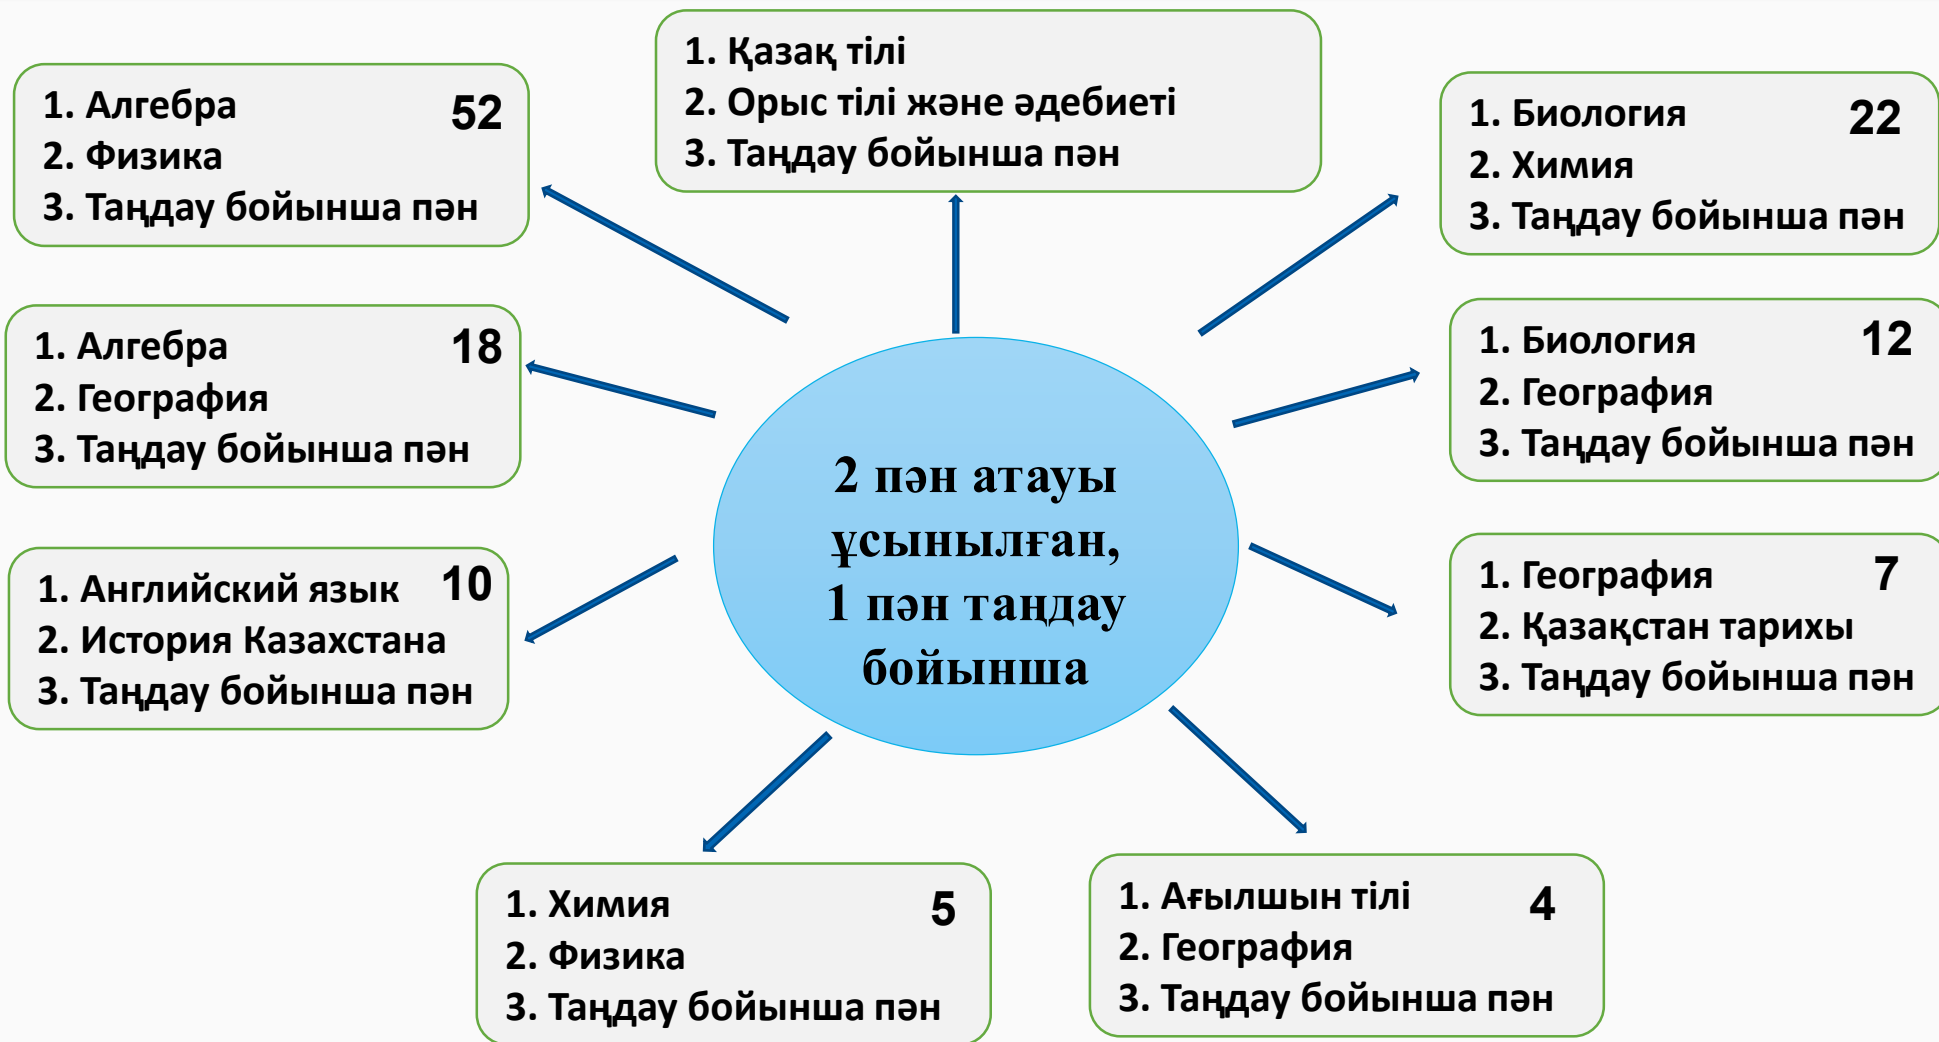 1. Қазақ тілі
2. Орыс тілі және әдебиеті
3. Таңдау бойынша пән
1. Алгебра 52
2. Физика
3. Таңдау бойынша пән
1. Биология 22
2. Химия
3. Таңдау бойынша пән
1. Алгебра 18
2. География
3. Таңдау бойынша пән
1. Биология 12
2. География
3. Таңдау бойынша пән
2 пән атауы
ұсынылған,
1 пән таңдау
бойынша
1. Английский язык 10
2. История Казахстана
3. Таңдау бойынша пән
1. География 7
2. Қазақстан тарихы
3. Таңдау бойынша пән
1. Химия 5
2. Физика
3. Таңдау бойынша пән
1. Ағылшын тілі 4
2. География
3. Таңдау бойынша пән